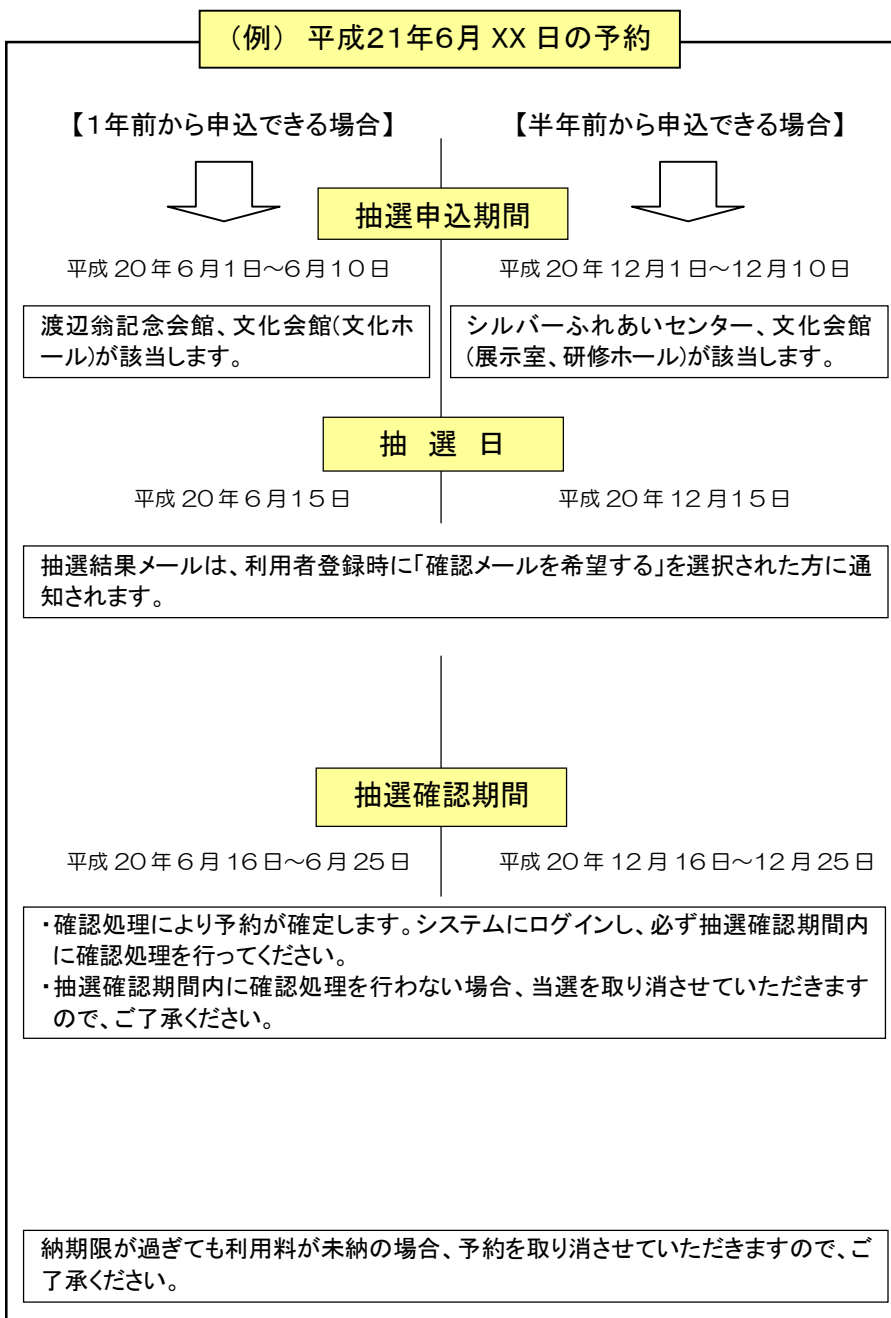 （例） 平成２１年６月 XX 日の予約
【１年前から申込できる場合】
【半年前から申込できる場合】
抽選申込期間
平成 20 年 6 月１日～6 月１０日
平成 20 年 12 月１日～12 月１０日
渡辺翁記念会館、文化会館(文化ホ
ール)が該当します。
シルバーふれあいセンター、文化会館
(展示室、研修ホール)が該当します。
抽 選 日
平成 20 年 6 月１５日
平成 20 年 12 月１５日
抽選結果メールは、利用者登録時に「確認メールを希望する」を選択された方に通
知されます。
抽選確認期間
平成 20 年 6 月 16 日～6 月 25 日
平成 20 年 12 月 16 日～12 月 25 日
・確認処理により予約が確定します。システムにログインし、必ず抽選確認期間内
に確認処理を行ってください。
・抽選確認期間内に確認処理を行わない場合、当選を取り消させていただきます
ので、ご了承ください。
納期限が過ぎても利用料が未納の場合、予約を取り消させていただきますので、ご
了承ください。